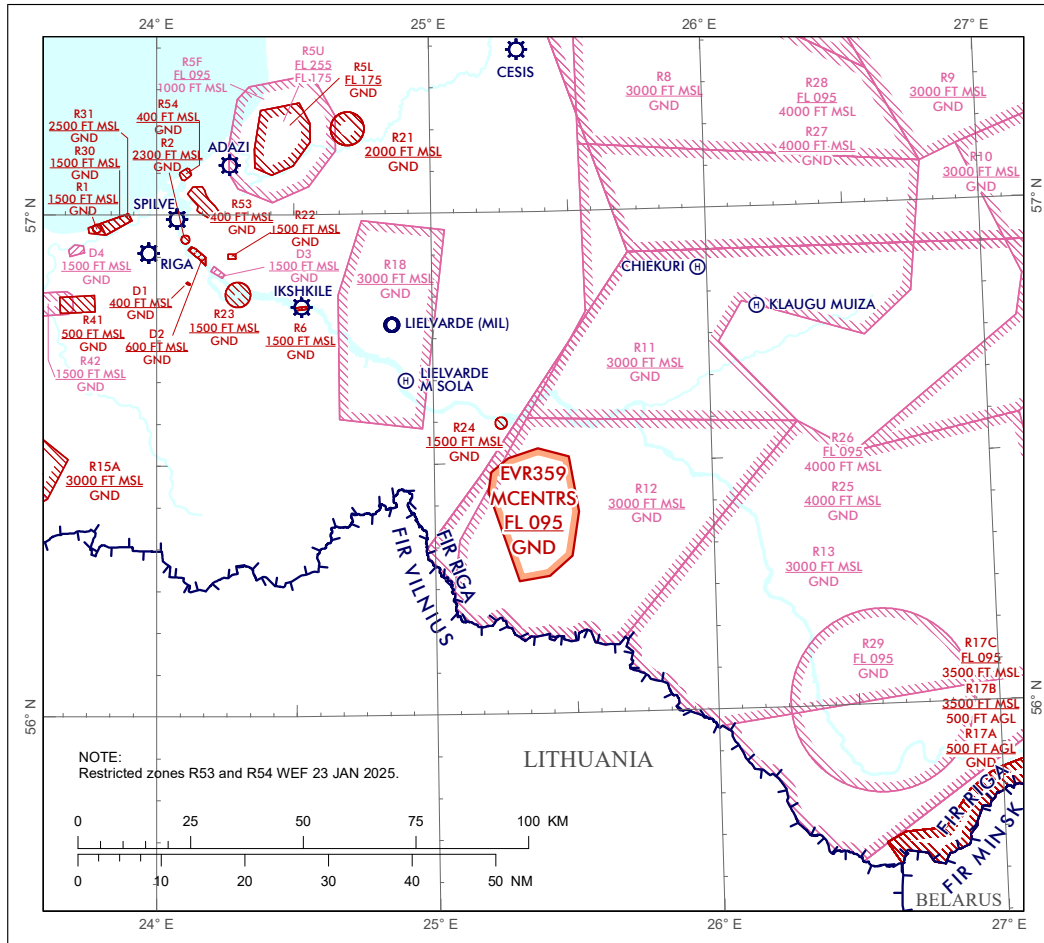 24° E
25° E
26° E
27° E
R5F
FL 095
1000 FT MSL
R5U
FL 255
FL 175
R5L
FL 175
GND
CESIS
R8
3000 FT MSL
GND
R28
FL 095
4000 FT MSL
R27
4000 FT MSL
GND
R9
3000 FT MSL
GND
R31
2500 FT MSL
GND
R30
1500 FT MSL
GND
R1
1500 FT MSL
GND
R54
400 FT MSL
GND
R2
2300 FT MSL
GND
ADAZI
R21
2000 FT MSL
GND
R10
3000 FT MSL
GND
57° N
57° N
SPILVE
R53
400 FT MSL
GND
R22
1500 FT MSL
GND
D4
1500 FT MSL
GND
RIGA
D3
1500 FT MSL
GND
R18
3000 FT MSL
GND
CHIEKURI
H
H
KLAUGU MUIZA
D1
400 FT MSL
GND
IKSHKILE
R41
500 FT MSL
GND
D2
600 FT MSL
GND
R23
1500 FT MSL
GND
R6
1500 FT MSL
GND
LIELVARDE (MIL)
R42
1500 FT MSL
GND
R11
3000 FT MSL
GND
H
LIELVARDE
M SOLA
R24
1500 FT MSL
GND
R26
FL 095
4000 FT MSL
R25
4000 FT MSL
GND
R15A
3000 FT MSL
GND
EVR359
MCENTRS
FL 095
GND
R12
3000 FT MSL
GND
R13
3000 FT MSL
GND
FIR RIGA
FIR VILNIUS
R29
FL 095
GND
R17C
FL 095
3500 FT MSL
R17B
3500 FT MSL
500 FT AGL
R17A
500 FT AGL
GND
56° N
56° N
LITHUANIA
NOTE:
Restricted zones R53 and R54 WEF 23 JAN 2025.
FIR RIGA
FIR MINSK
BELARUS
0 25 50 75 100 KM
0 10 20 30 40 50 NM
24° E
25° E
26° E
27° E